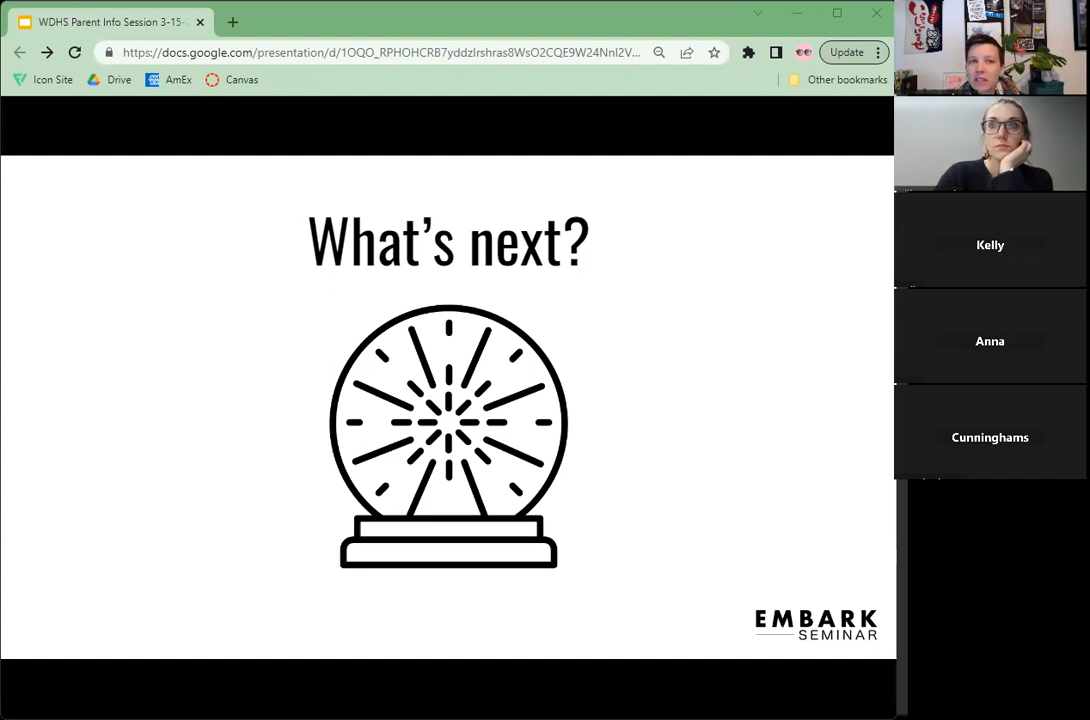 WDHS Parent Info Session 3-15-
https://docs.google.com/presentation/d/1OQO_RPHOHCRB7yddzIrshras8WsO2CQE9W24NnI2V...
Update
Icon Site
Drive
AmEx
Canvas
Other bookmarks
What's next?
EMBARK
SEMINAR
Kelly
Anna
Cunninghams